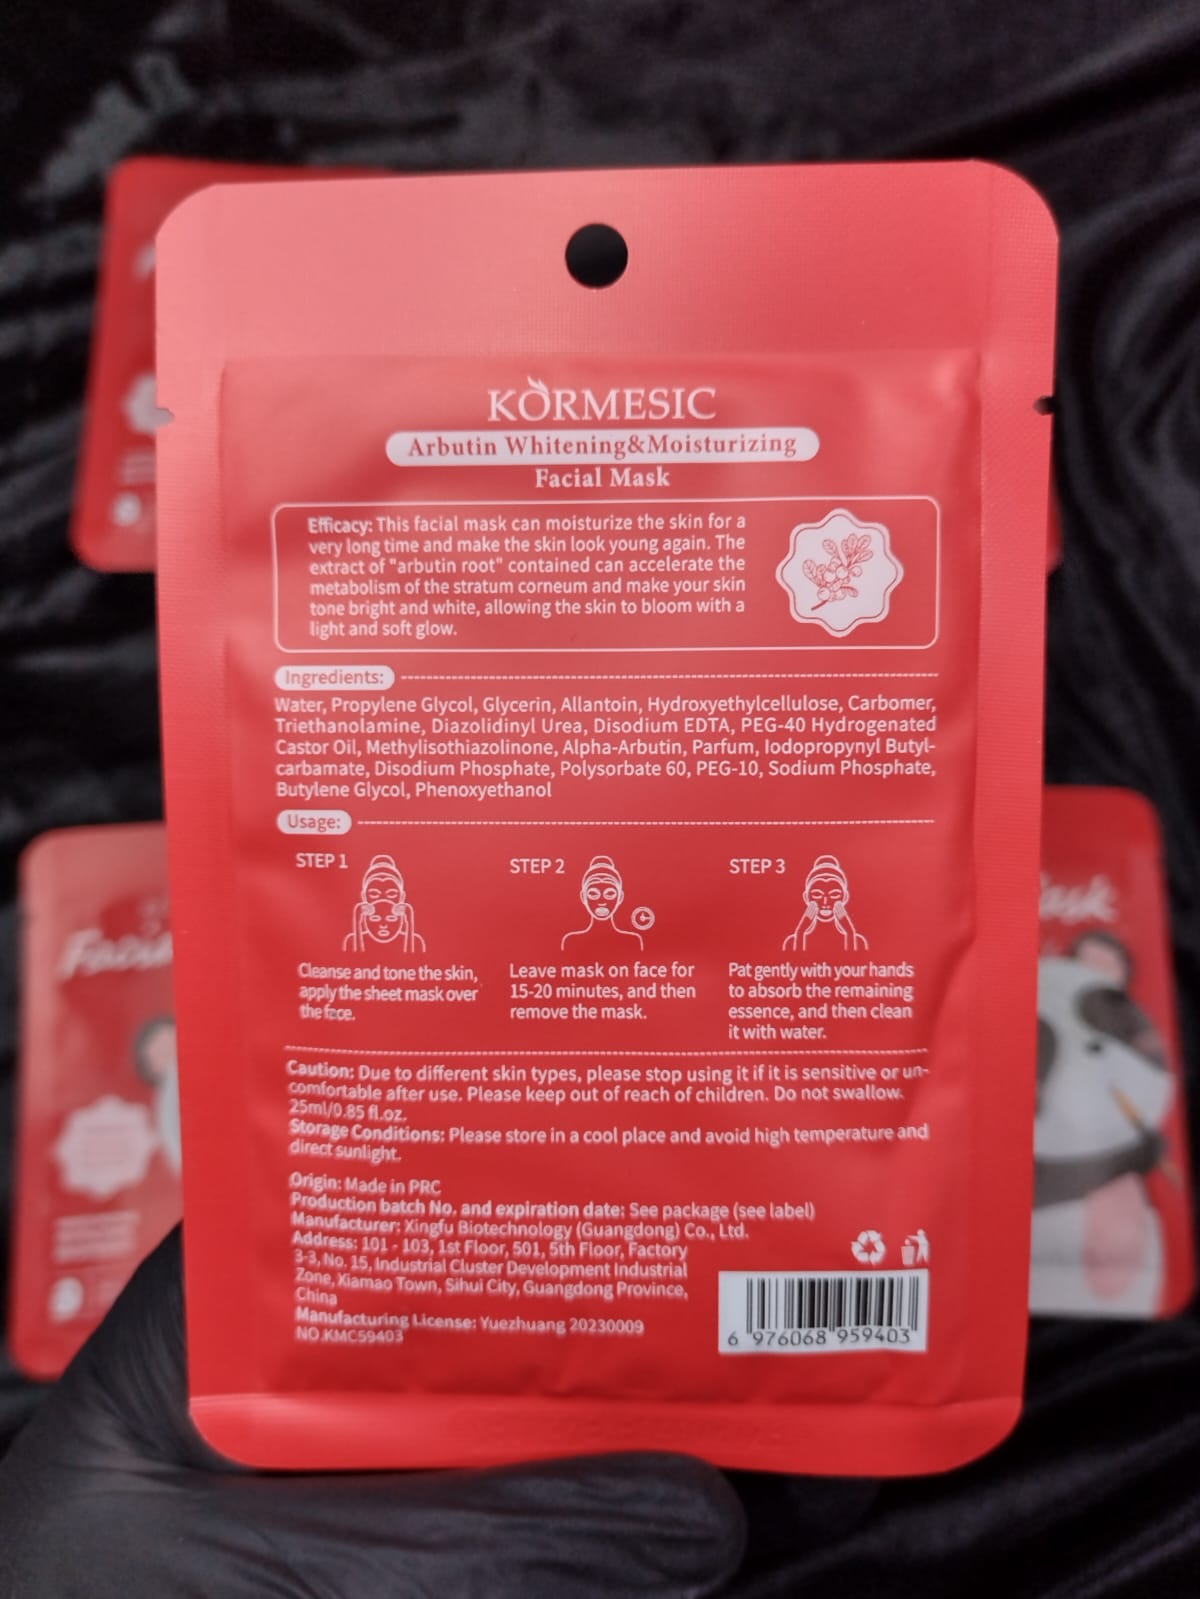 KORMESIC
Arbutin Whitening&Moisturizing
Facial Mask
Efficacy: This facial mask can moisturize the skin for a
very long time and make the skin look young again. The
extract of "arbutin root" contained can accelerate the
metabolism of the stratum corneum and make your skin
tone bright and white, allowing the skin to bloom with a
light and soft glow.
Ingredients:
Water, Propylene Glycol, Glycerin, Allantoin, Hydroxyethylcellulose, Carbomer,
Triethanolamine, Diazolidinyl Urea, Disodium EDTA, PEG-40 Hydrogenated
Castor Oil, Methylisothiazolinone, Alpha-Arbutin, Parfum, Iodopropynyl Butyl-
carbamate, Disodium Phosphate, Polysorbate 60, PEG-10, Sodium Phosphate,
Butylene Glycol, Phenoxyethanol
Usage:
STEP 1
Cleanse and tone the skin,
apply the sheet mask over
the face.
STEP 2
Leave mask on face for
15-20 minutes, and then
remove the mask.
STEP 3
Pat gently with your hands
to absorb the remaining
essence, and then clean
it with water.
Caution: Due to different skin types, please stop using it if it is sensitive or un-
comfortable after use. Please keep out of reach of children. Do not swallow.
25ml/0.85 fl.oz.
Storage Conditions: Please store in a cool place and avoid high temperature and
direct sunlight.
Origin: Made in PRC
Production batch No. and expiration date: See package (see label)
Manufacturer: Xingfu Biotechnology (Guangdong) Co., Ltd.
Address: 101 - 103, 1st Floor, 501, 5th Floor, Factory
3-3, No. 15, Industrial Cluster Development Industrial
Zone, Xiamao Town, Sihui City, Guangdong Province,
China
Manufacturing License: Yuezhuang 20230009
NO.KMC59403
6 976068 959403